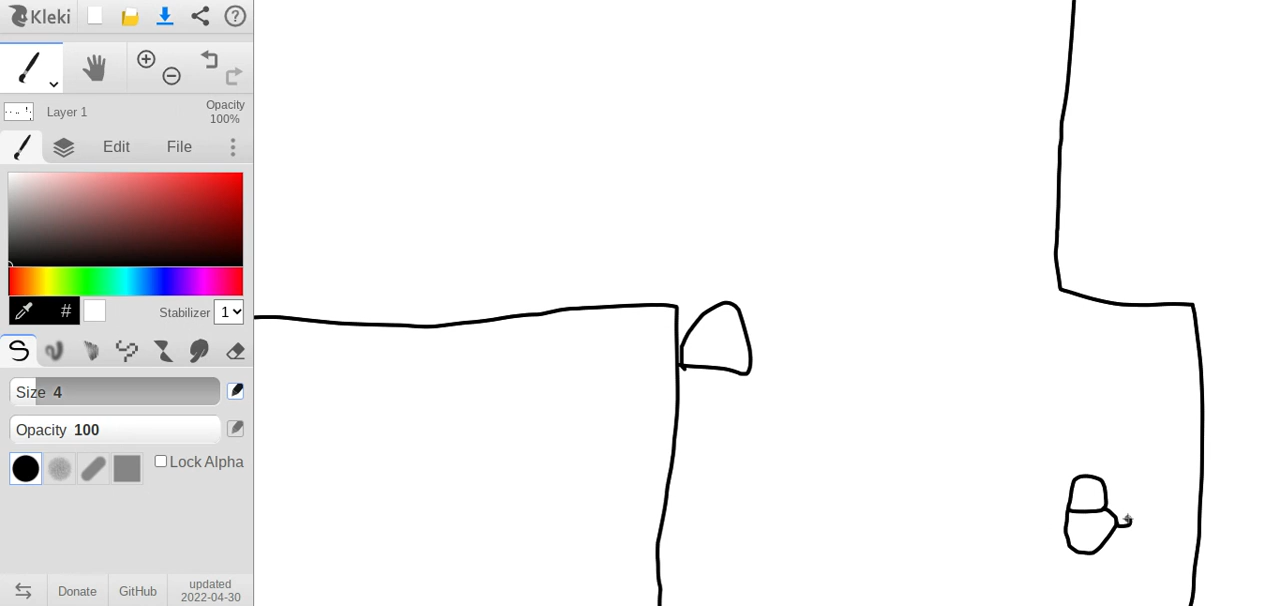 Kleki
Layer 1
Opacity
100%
Edit
File
#
Stabilizer 1
Size 4
Opacity 100
Lock Alpha
Donate
GitHub
updated
2022-04-30